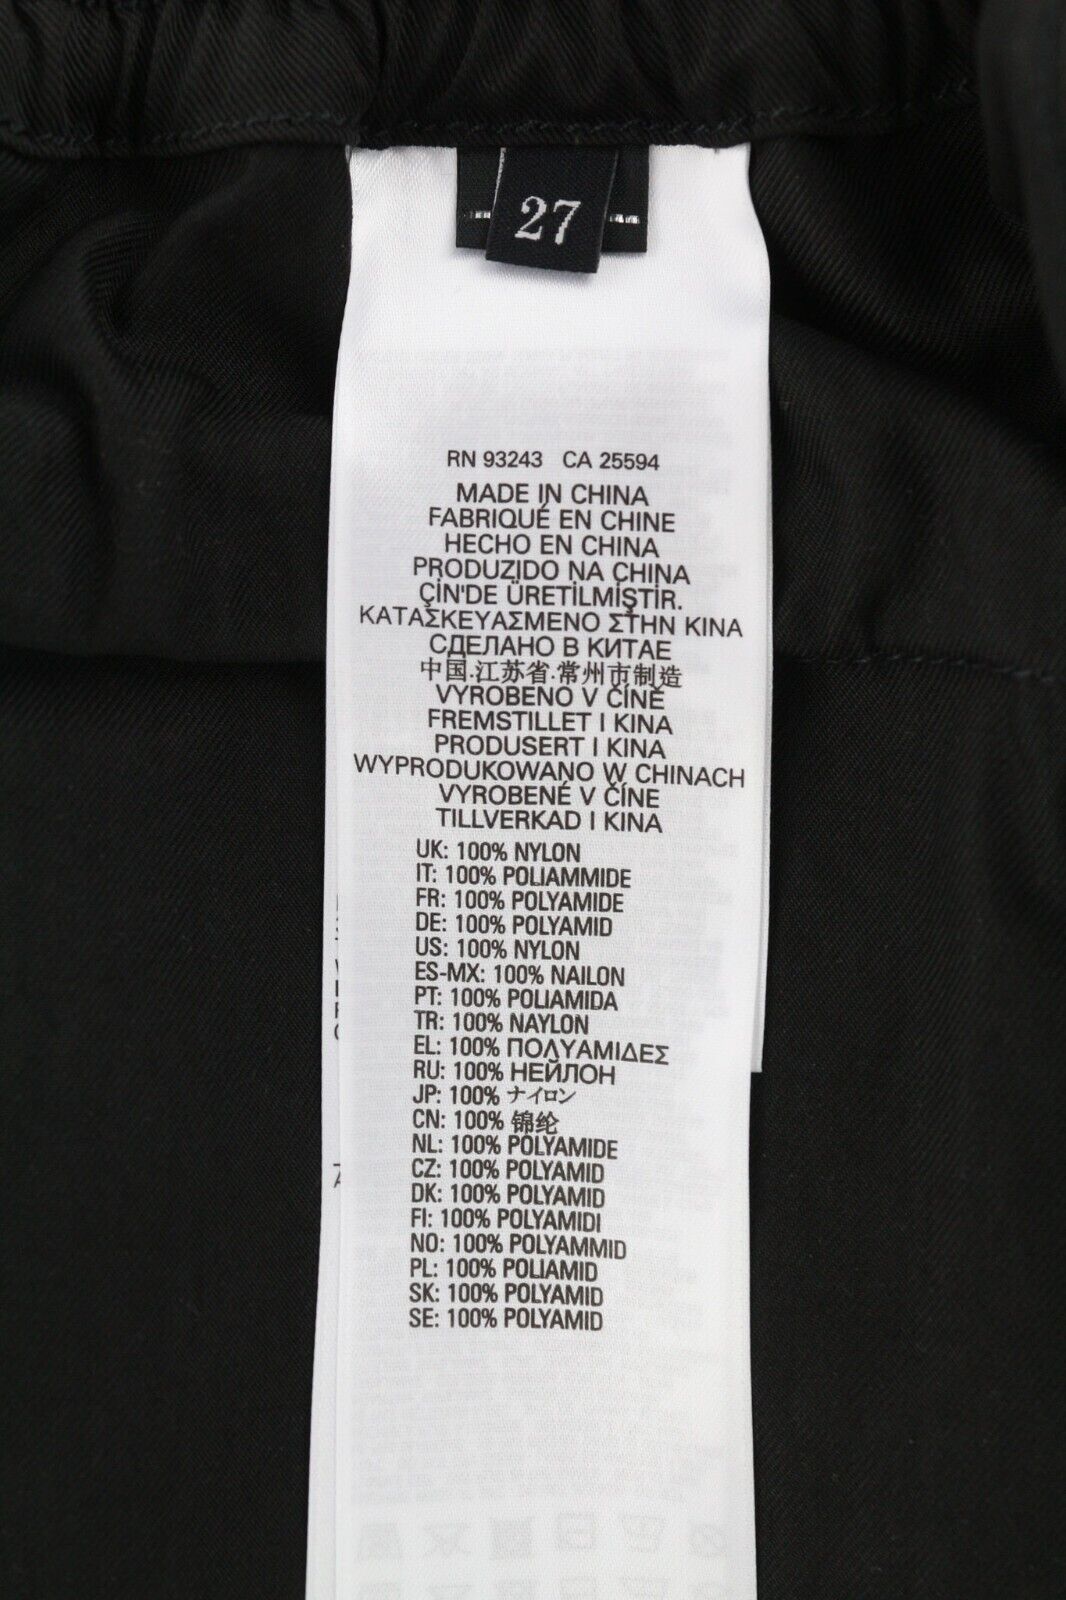 27
RN 93243 CA 25594
MADE IN CHINA
FABRIQUÉ EN CHINE
HECHO EN CHINA
PRODUZIDO NA CHINA
ÇİN'DE ÜRETİLMİŞTİR.
ΚΑΤΑΣΚΕΥΑΣΜΕΝΟ ΣΤΗΝ ΚΙΝΑ
СДЕЛАНО В КИТАЕ
中国.江苏省.常州市制造
VYROBENO V ČÍNĚ
FREMSTILLET I KINA
PRODUSERT I KINA
WYPRODUKOWANO W CHINACH
VYROBENÉ V ČÍNE
TILLVERKAD I KINA
UK: 100% NYLON
IT: 100% POLIAMMIDE
FR: 100% POLYAMIDE
DE: 100% POLYAMID
US: 100% NYLON
ES-MX: 100% NAILON
PT: 100% POLIAMIDA
TR: 100% NAYLON
EL: 100% ΠΟΛΥΑΜΙΔΕΣ
RU: 100% НЕЙЛОН
JP: 100% ナイロン
CN: 100% 锦纶
NL: 100% POLYAMIDE
CZ: 100% POLYAMID
DK: 100% POLYAMID
FI: 100% POLYAMIDI
NO: 100% POLYAMMID
PL: 100% POLIAMID
SK: 100% POLYAMID
SE: 100% POLYAMID